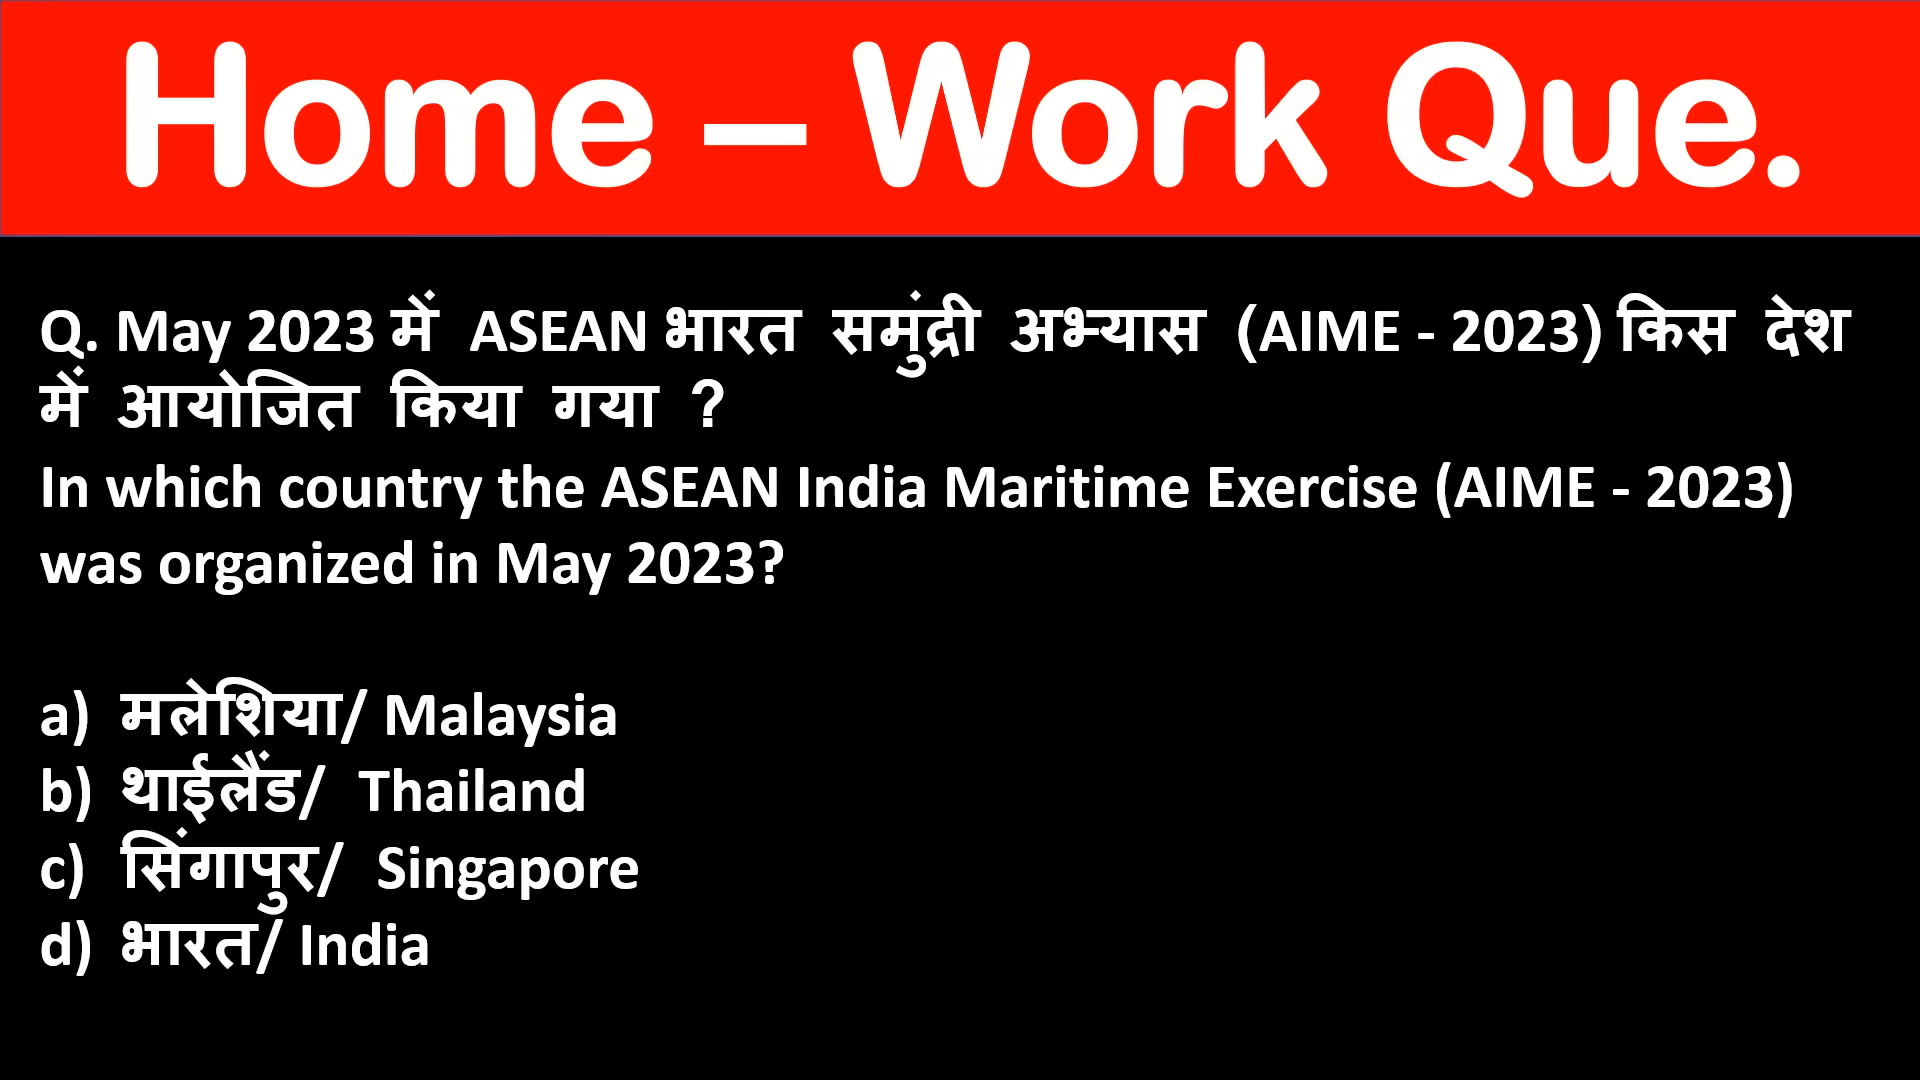 Home – Work Que.
Q. May 2023 में ASEAN भारत समुंद्री अभ्यास (AIME - 2023) किस देश
में आयोजित किया गया ?
In which country the ASEAN India Maritime Exercise (AIME - 2023)
was organized in May 2023?
a) मलेशिया/ Malaysia
b) थाईलैंड/ Thailand
c) सिंगापुर/ Singapore
d) भारत/ India